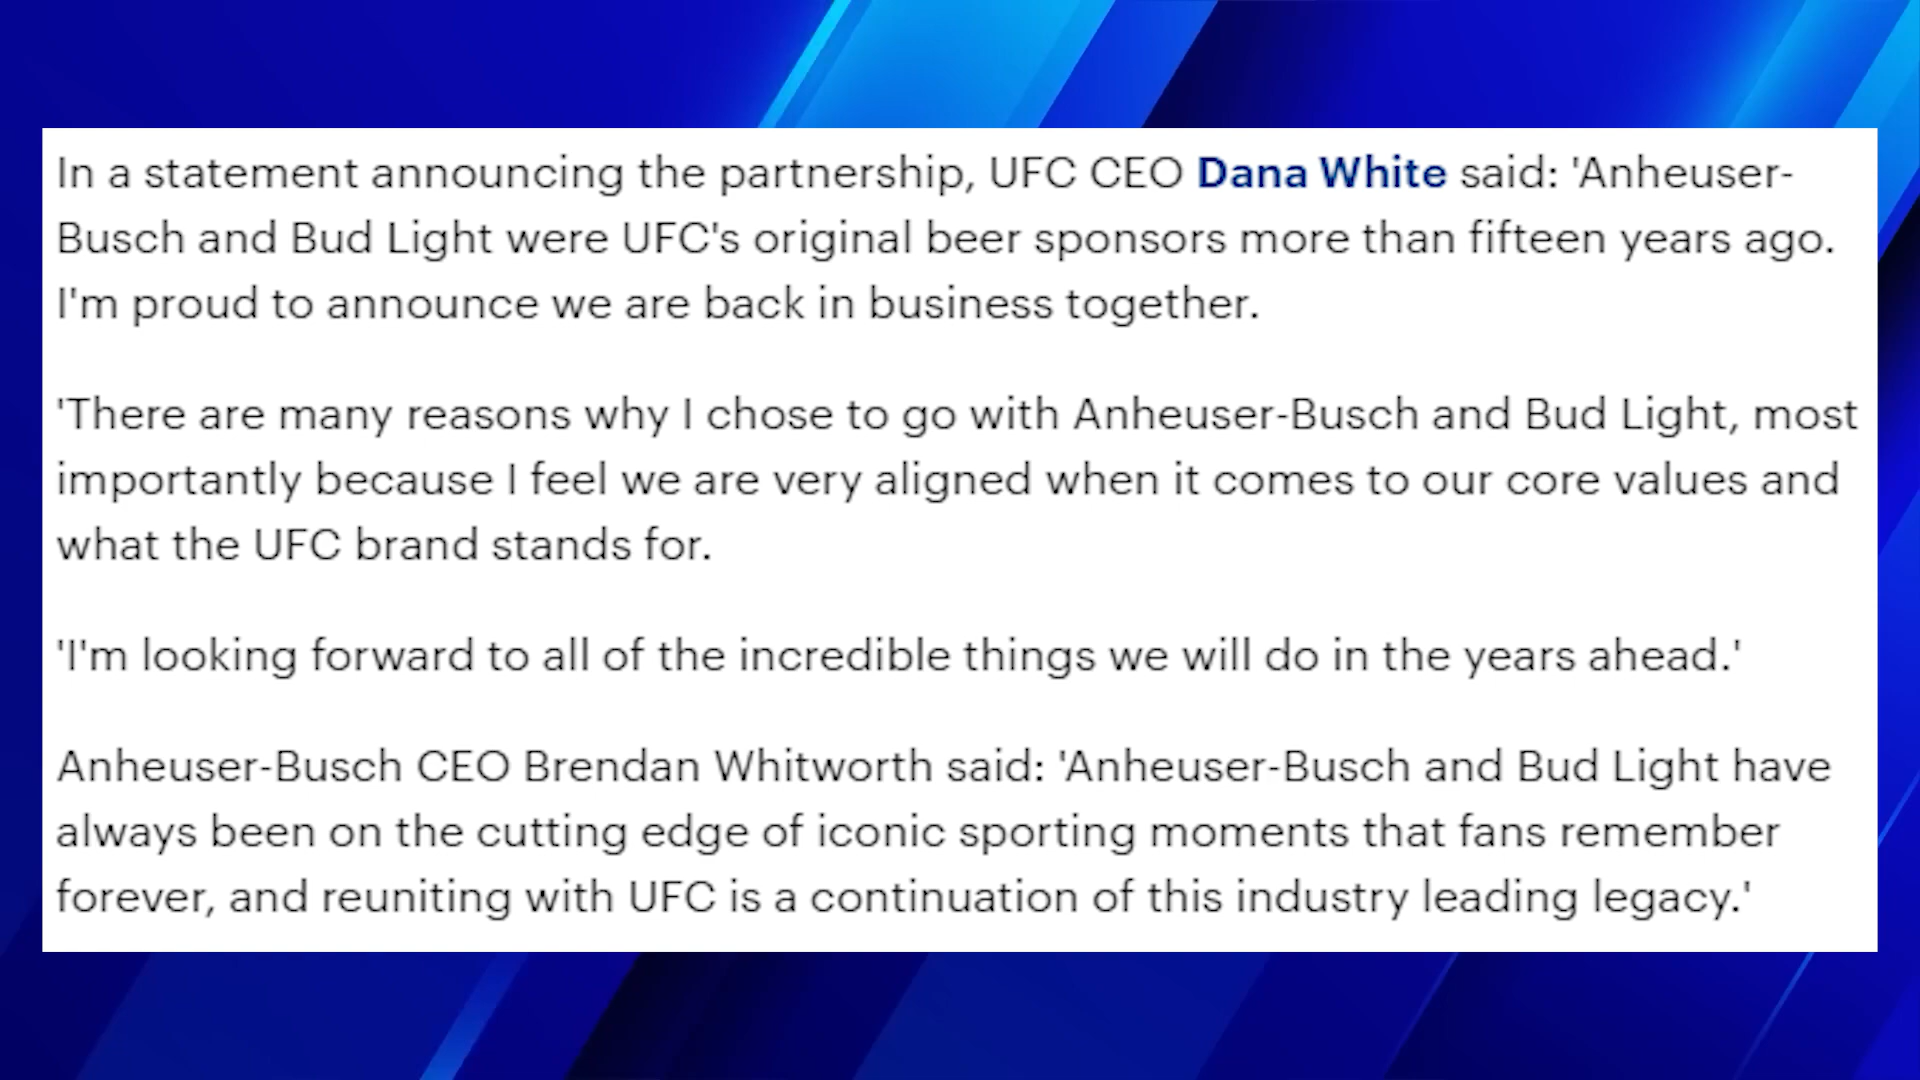 In a statement announcing the partnership, UFC CEO Dana White said: 'Anheuser-
Busch and Bud Light were UFC's original beer sponsors more than fifteen years ago.
I'm proud to announce we are back in business together.
'There are many reasons why I chose to go with Anheuser-Busch and Bud Light, most
importantly because I feel we are very aligned when it comes to our core values and
what the UFC brand stands for.
'I'm looking forward to all of the incredible things we will do in the years ahead.'
Anheuser-Busch CEO Brendan Whitworth said: 'Anheuser-Busch and Bud Light have
always been on the cutting edge of iconic sporting moments that fans remember
forever, and reuniting with UFC is a continuation of this industry leading legacy.'